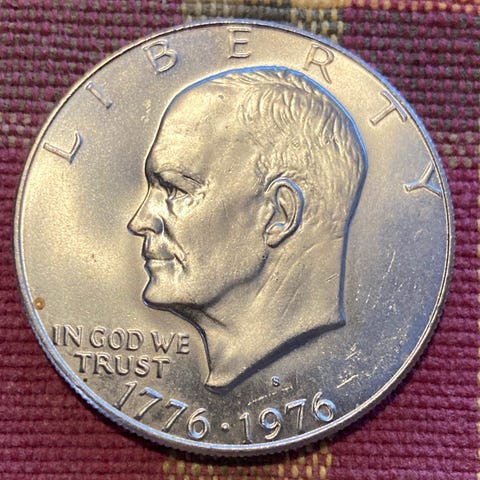 LIBERTY
IN GOD WE
TRUST
S
1776·1976